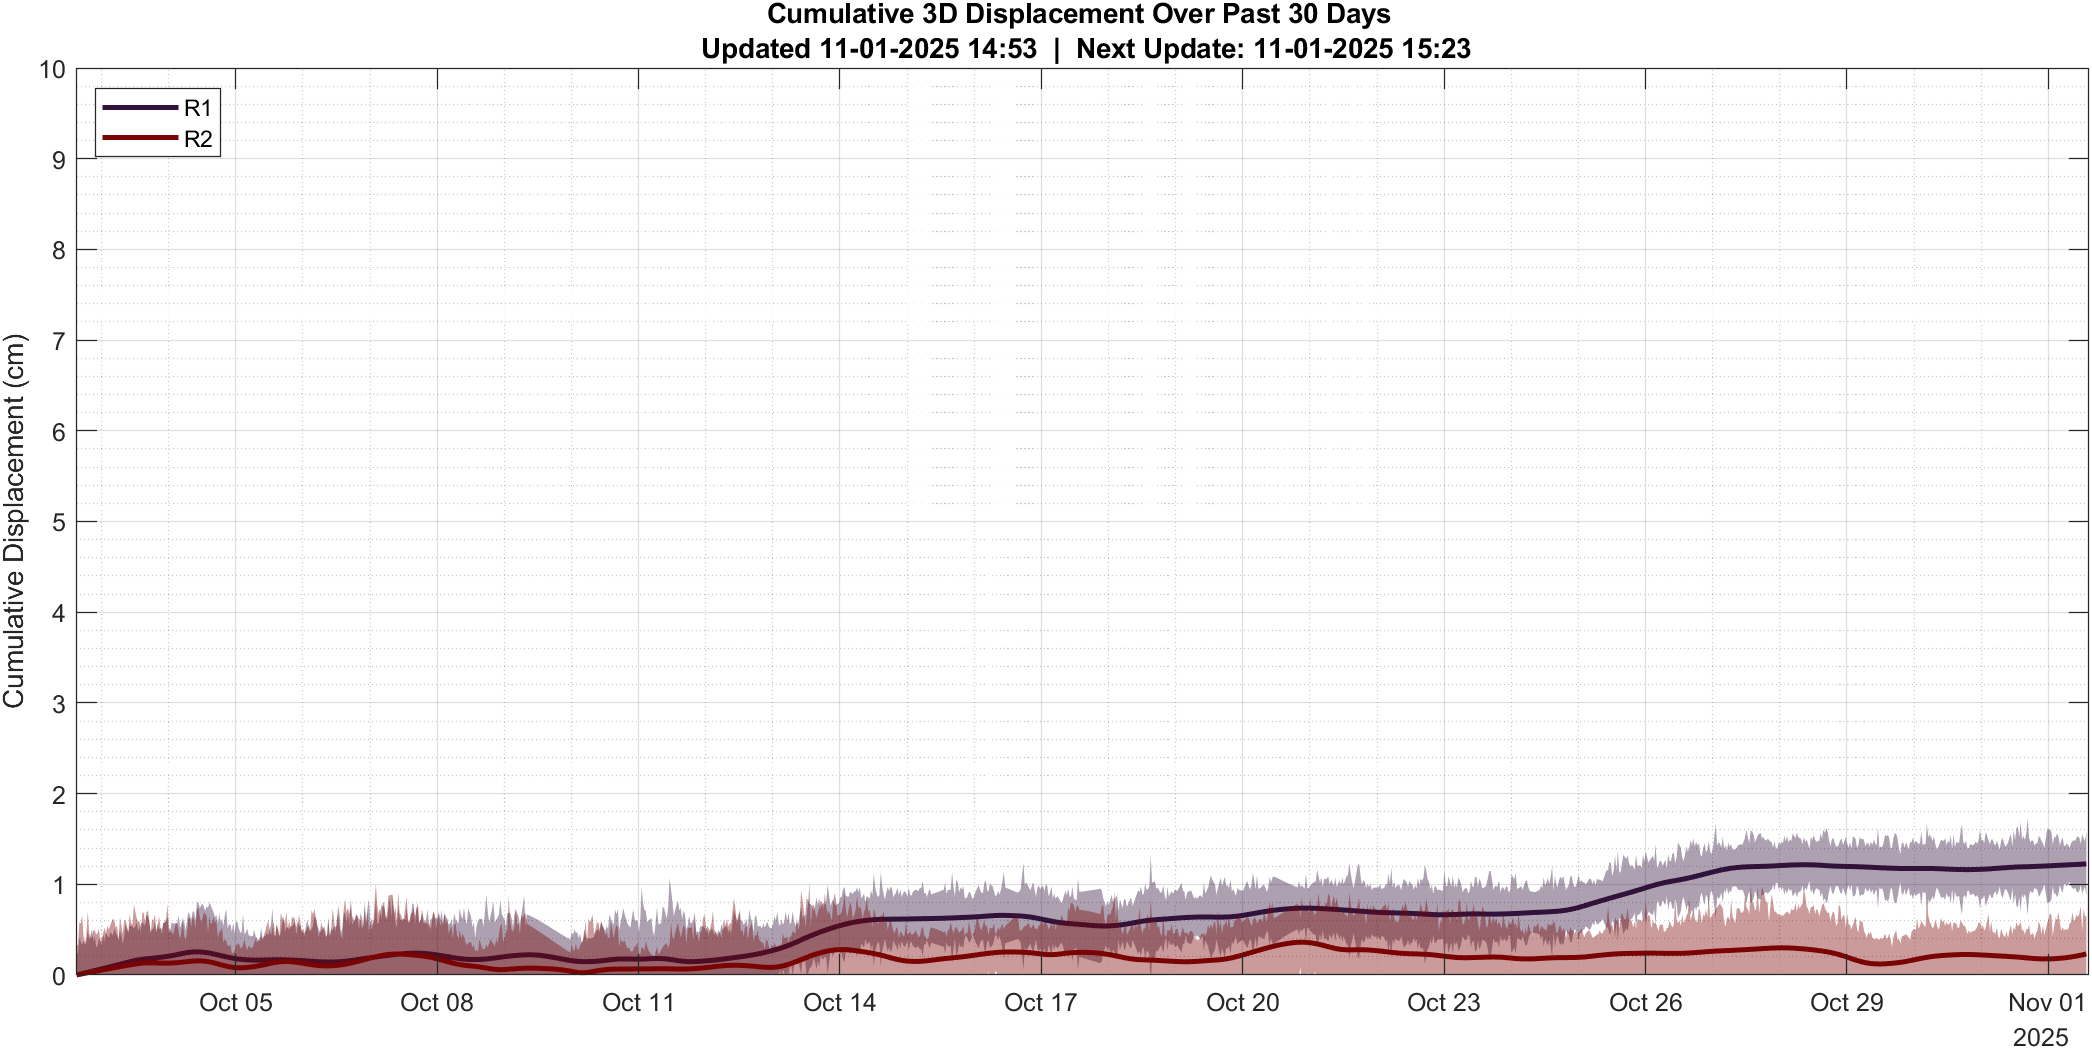 Cumulative 3D Displacement Over Past 30 Days
Updated 11-01-2025 14:53 | Next Update: 11-01-2025 15:23
R1
R2
Cumulative Displacement (cm)
10
9
8
7
6
5
4
3
2
1
0
Oct 05 Oct 08 Oct 11 Oct 14 Oct 17 Oct 20 Oct 23 Oct 26 Oct 29 Nov 01
2025